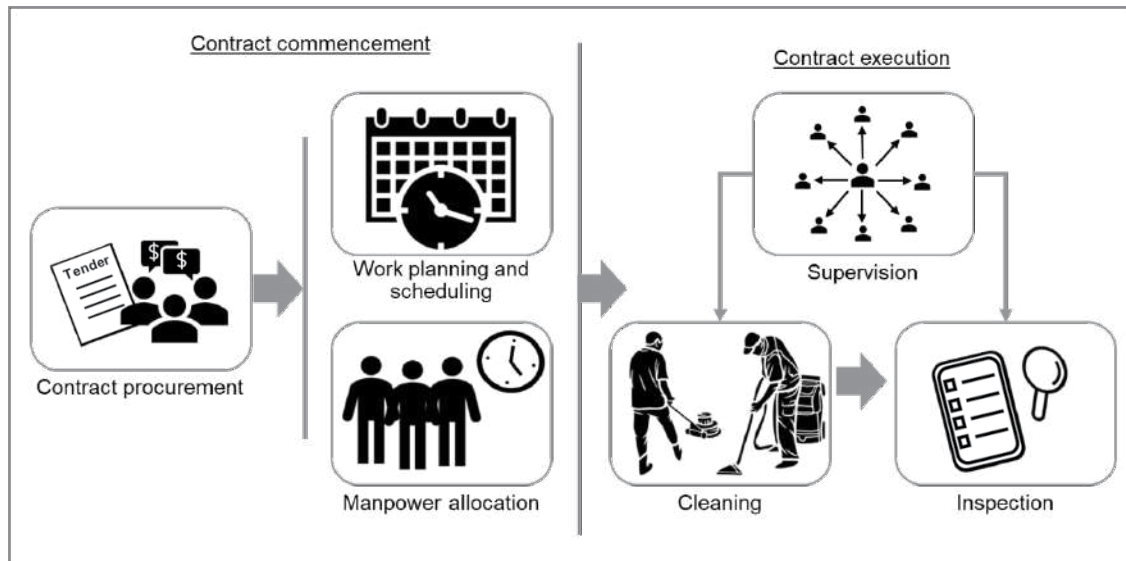 Contract commencement
Contract execution
Tender
$
$
Contract procurement
Work planning and
scheduling
Manpower allocation
Supervision
Cleaning
Inspection